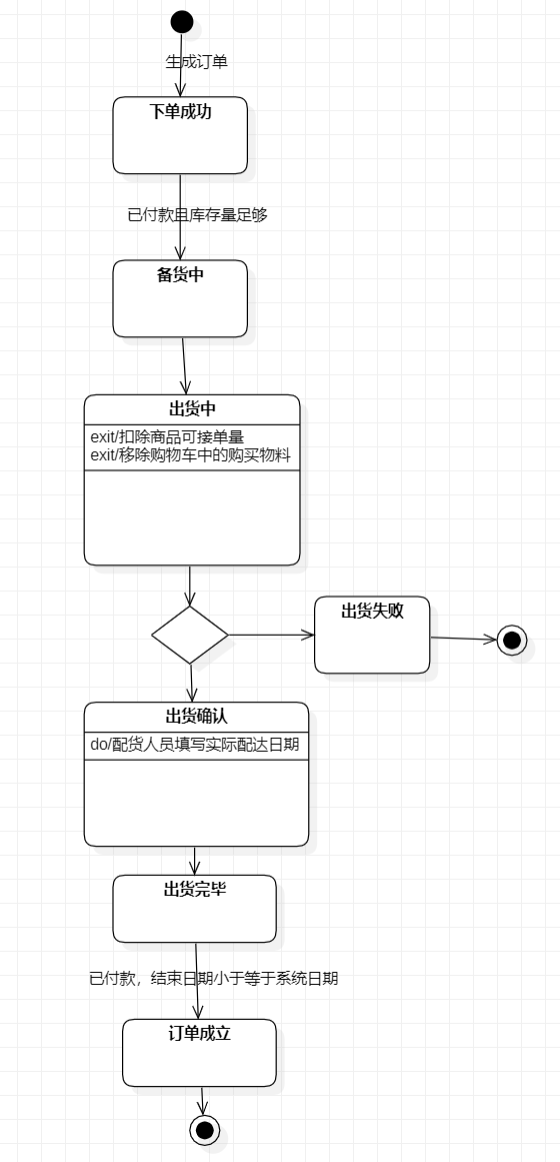 生成订单
下单成功
已付款且库存量足够
备货中
出货中
exit/扣除商品可接单量
exit/移除购物车中的购买物料
出货失败
出货确认
do/配货人员填写实际配达日期
出货完毕
已付款，结束日期小于等于系统日期
订单成立